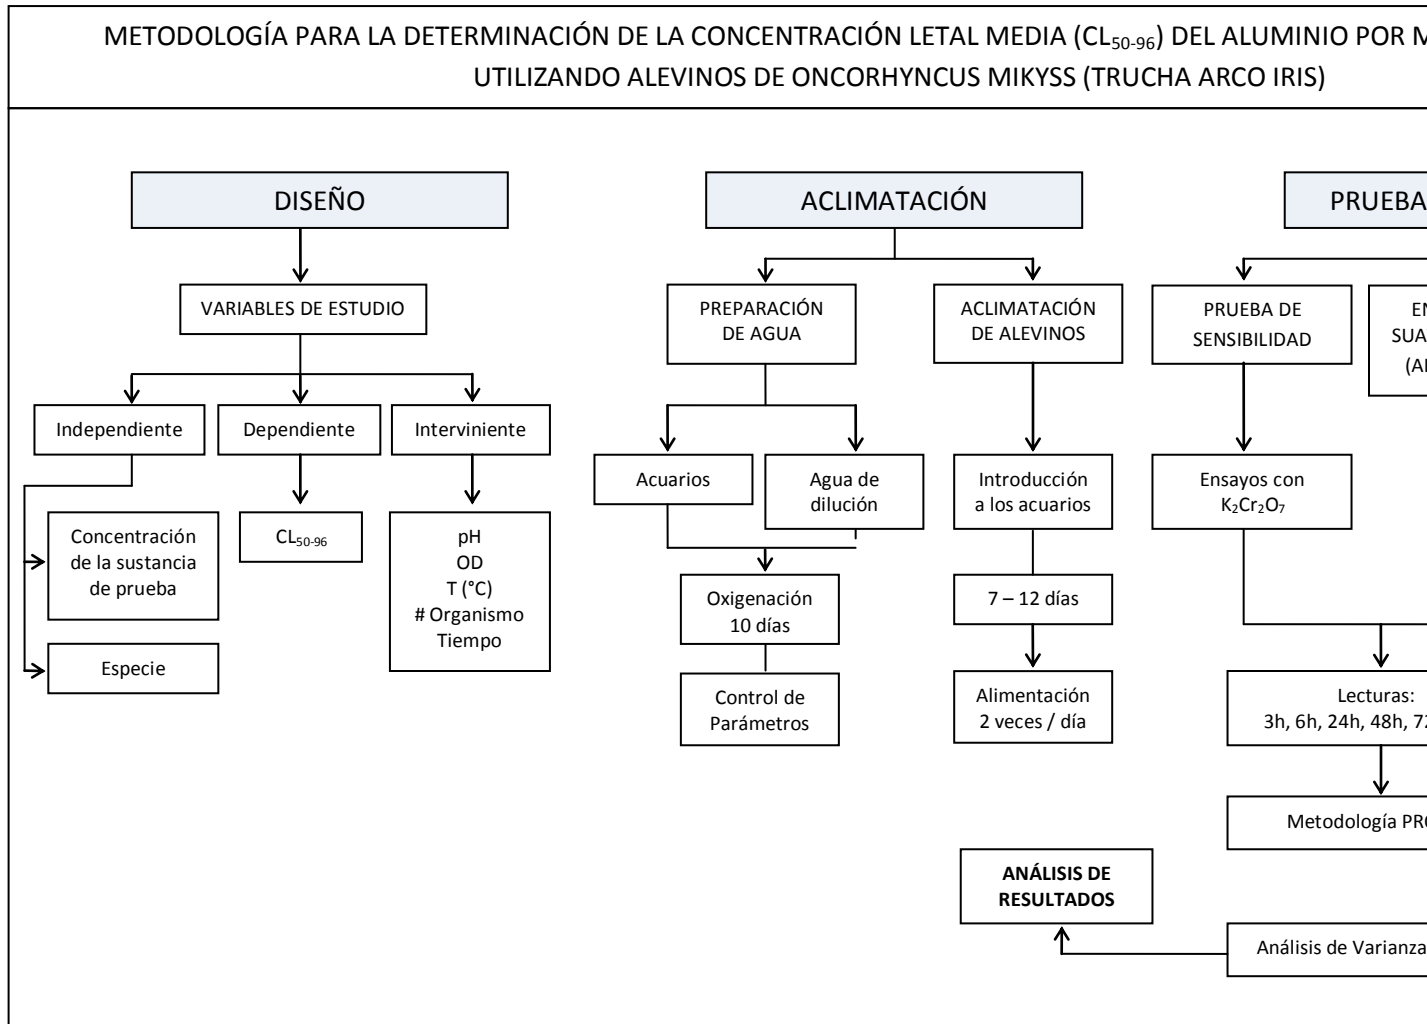 METODOLOGÍA PARA LA DETERMINACIÓN DE LA CONCENTRACIÓN LETAL MEDIA (CL50-96) DEL ALUMINIO POR
UTILIZANDO ALEVINOS DE ONCORHYNCUS MIKYSS (TRUCHA ARCO IRIS)
DISEÑO
VARIABLES DE ESTUDIO
Independiente
Dependiente
Interviniente
Concentración
de la sustancia
de prueba
Especie
CL50-96
pH
OD
T (°C)
# Organismo
Tiempo
ACLIMATACIÓN
PREPARACIÓN
DE AGUA
ACLIMATACIÓN
DE ALEVINOS
Acuarios
Agua de
dilución
Oxigenación
10 días
Control de
Parámetros
Introducción
a los acuarios
7 – 12 días
Alimentación
2 veces / día
PRUEBA
PRUEBA DE
SENSIBILIDAD
Ensayos con
K₂Cr₂O₇
Lecturas:
3h, 6h, 24h, 48h,
Metodología
Análisis de Varianza
ANÁLISIS DE
RESULTADOS